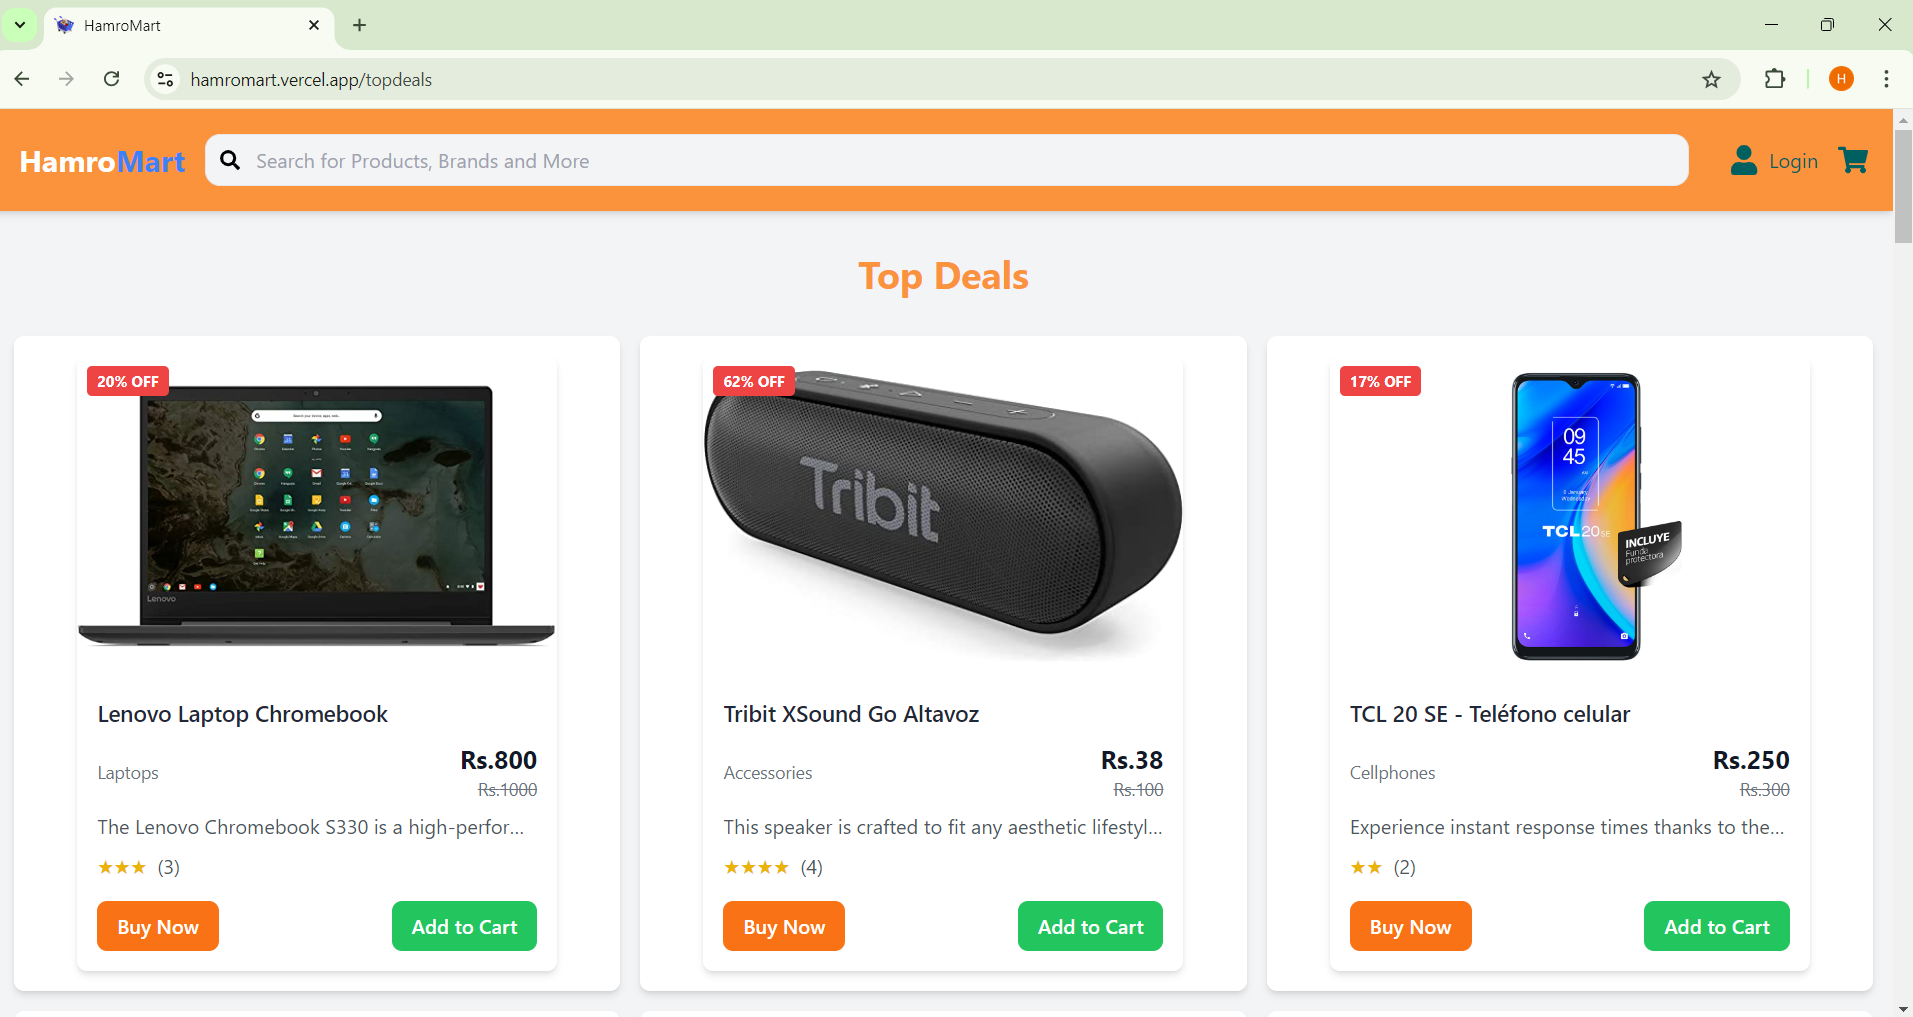 HamroMart
hamromart.vercel.app/topdeals
H
HamroMart
Search for Products, Brands and More
Login
Top Deals
20% OFF
Lenovo
Lenovo Laptop Chromebook
Laptops
Rs.800
Rs.1000
The Lenovo Chromebook S330 is a high-perfor...
(3)
Buy Now
Add to Cart
62% OFF
Tribit
Tribit XSound Go Altavoz
Accessories
Rs.38
Rs.100
This speaker is crafted to fit any aesthetic lifestyl...
(4)
Buy Now
Add to Cart
17% OFF
09
45
TCL 20 SE
INCLUYE
Funda
protectora
TCL 20 SE - Teléfono celular
Cellphones
Rs.250
Rs.300
Experience instant response times thanks to the...
(2)
Buy Now
Add to Cart